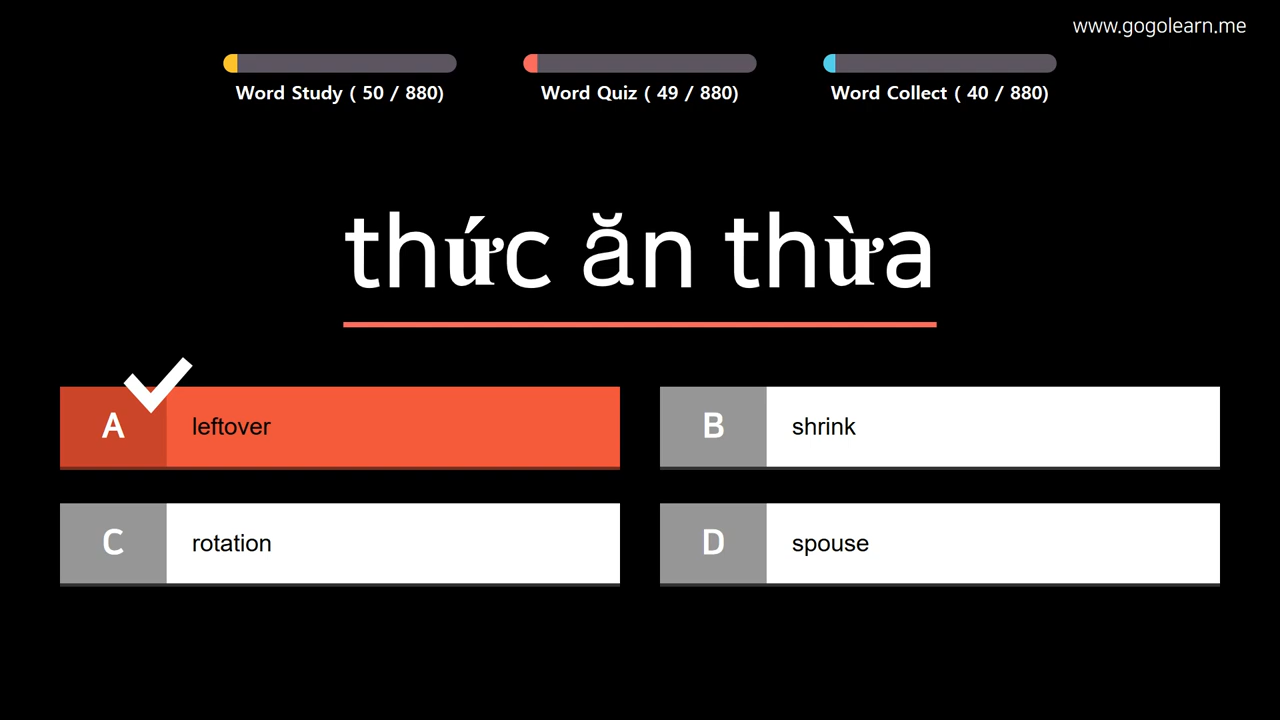 www.gogolearn.me
Word Study ( 50 / 880)
Word Quiz ( 49 / 880)
Word Collect ( 40 / 880)
thức ăn thừa
A leftover
B shrink
C rotation
D spouse